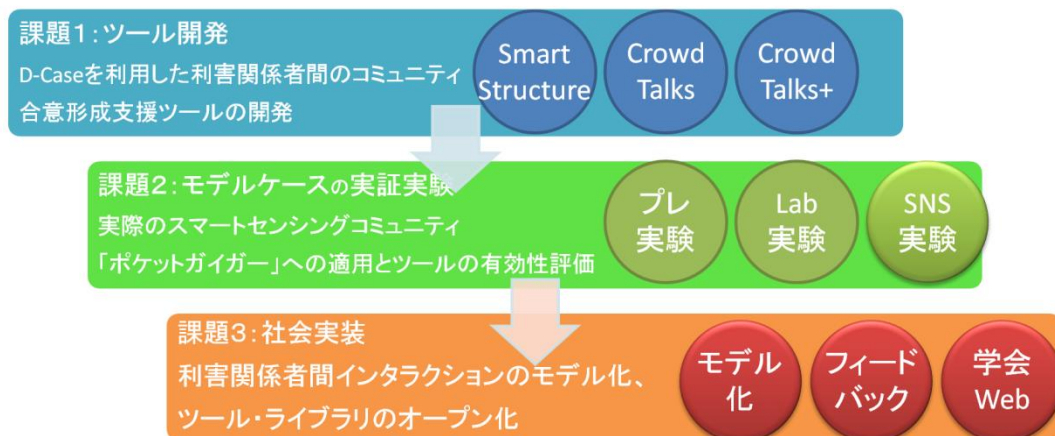 課題１：ツール開発
D-Caseを利用した利害関係者間のコミュニティ
合意形成支援ツールの開発
Smart
Structure
Crowd
Talks
Crowd
Talks+
課題２：モデルケースの実証実験
実際のスマートセンシングコミュニティ
「ポケットガイガー」への適用とツールの有効性評価
プレ
実験
Lab
実験
SNS
実験
課題３：社会実装
利害関係者間インタラクションのモデル化、
ツール・ライブラリのオープン化
モデル
化
フィード
バック
学会
Web